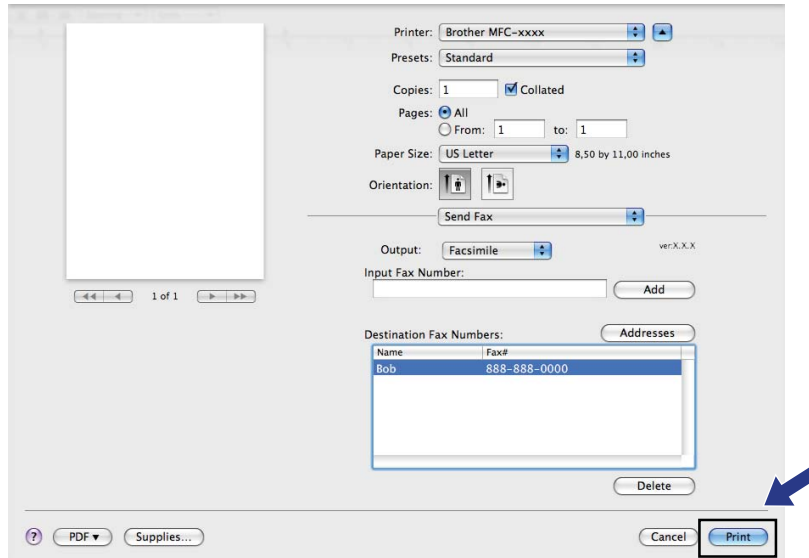 Printer: Brother MFC-xxxx
Presets: Standard
Copies: 1 Collated
Pages: All
From: 1 to: 1
Paper Size: US Letter 8,50 by 11,00 inches
Orientation:
Send Fax
Output: Facsimile ver:X.X.X
Input Fax Number:
Add
1 of 1
Destination Fax Numbers: Addresses
Name Fax#
Bob 888-888-0000
Delete
? PDF Supplies... Cancel Print